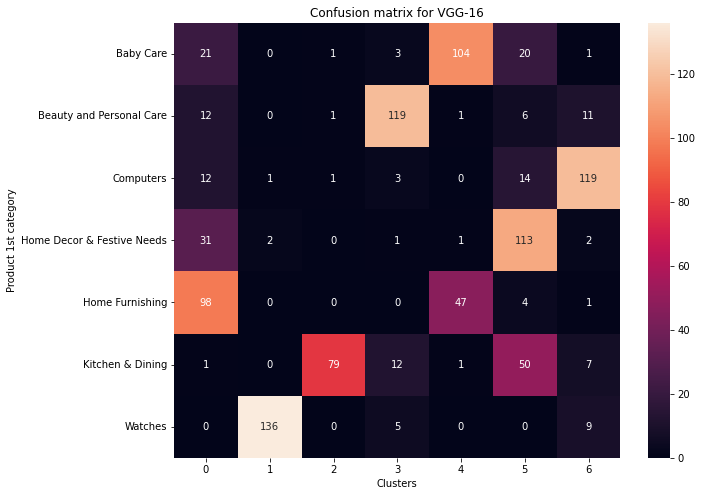 Confusion matrix for VGG-16
Baby Care 21 0 1 3 104 20 1
Beauty and Personal Care 12 0 1 119 1 6 11
Computers 12 1 1 3 0 14 119
Home Decor & Festive Needs 31 2 0 1 1 113 2
Home Furnishing 98 0 0 0 47 4 1
Kitchen & Dining 1 0 79 12 1 50 7
Watches 0 136 0 5 0 0 9
0 1 2 3 4 5 6
Clusters
Product 1st category
120
100
80
60
40
20
0